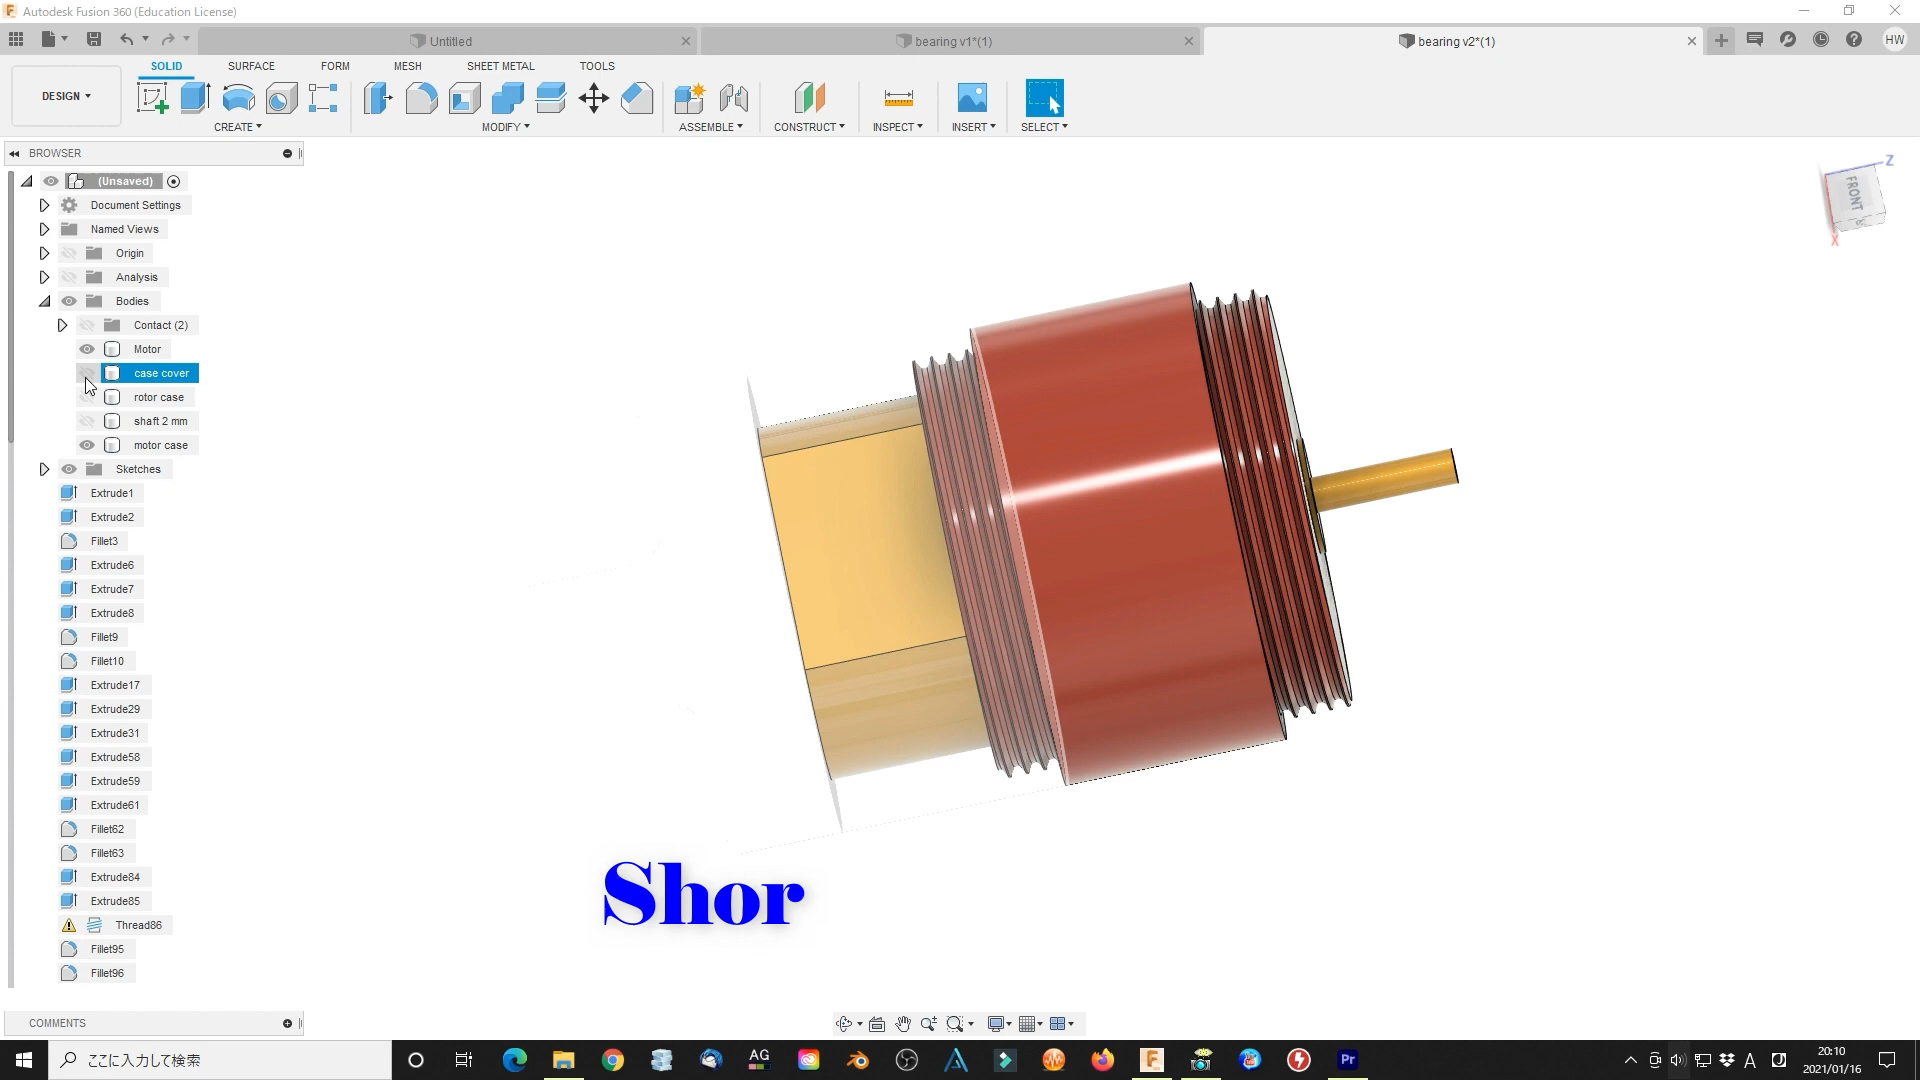 Autodesk Fusion 360 (Education License)
Untitled
bearing v1*(1)
bearing v2*(1)
HW
DESIGN
SOLID SURFACE FORM MESH SHEET METAL TOOLS
CREATE MODIFY ASSEMBLE CONSTRUCT INSPECT INSERT SELECT
BROWSER
(Unsaved)
Document Settings
Named Views
Origin
Analysis
Bodies
Contact (2)
Motor
case cover
rotor case
shaft 2 mm
motor case
Sketches
Extrude1
Extrude2
Fillet3
Extrude6
Extrude7
Extrude8
Fillet9
Fillet10
Extrude17
Extrude29
Extrude31
Extrude58
Extrude59
Extrude61
Fillet62
Fillet63
Extrude84
Extrude85
Thread86
Fillet95
Fillet96
Z
FRONT
X
Shor
COMMENTS
ここに入力して検索
AG
Pr
A
20:10
2021/01/16